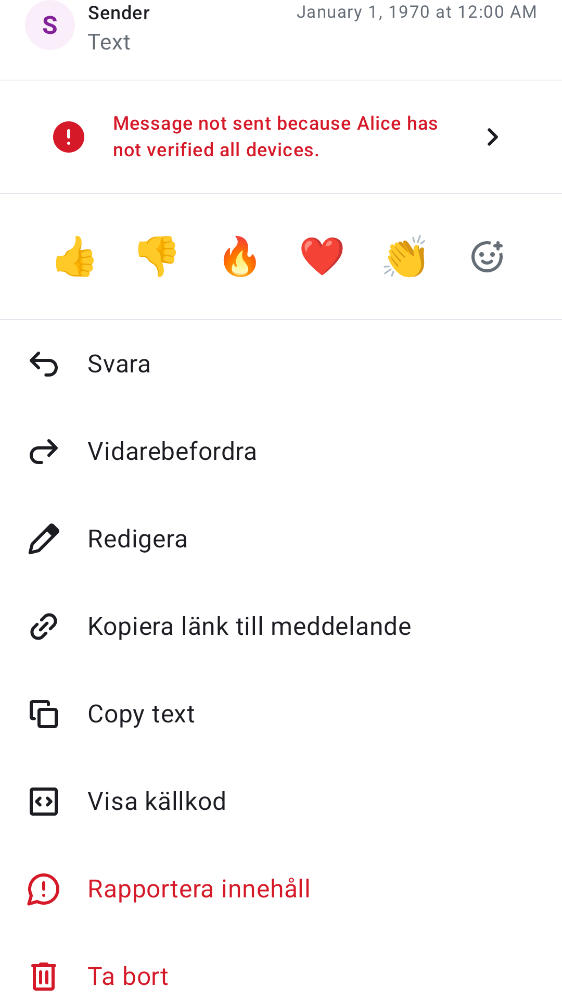 S
Sender
January 1, 1970 at 12:00 AM
Text
Message not sent because Alice has
not verified all devices.
Svara
Vidarebefordra
Redigera
Kopiera länk till meddelande
Copy text
Visa källkod
Rapportera innehåll
Ta bort